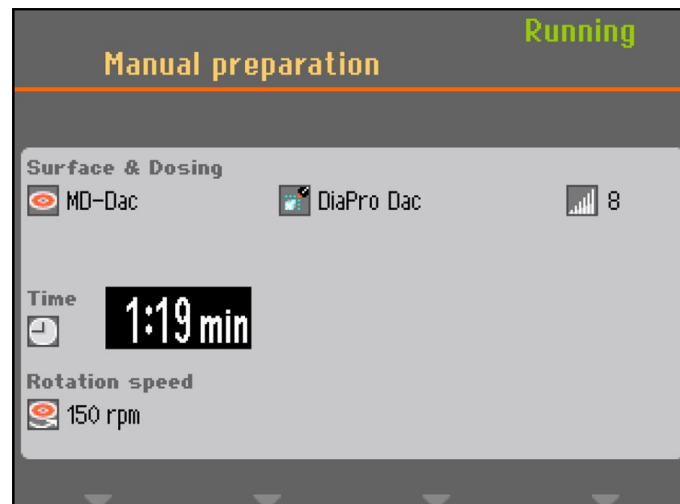 Running
Manual preparation
Surface & Dosing
MD-Dac DiaPro Dac 8
Time
1:19 min
Rotation speed
150 rpm